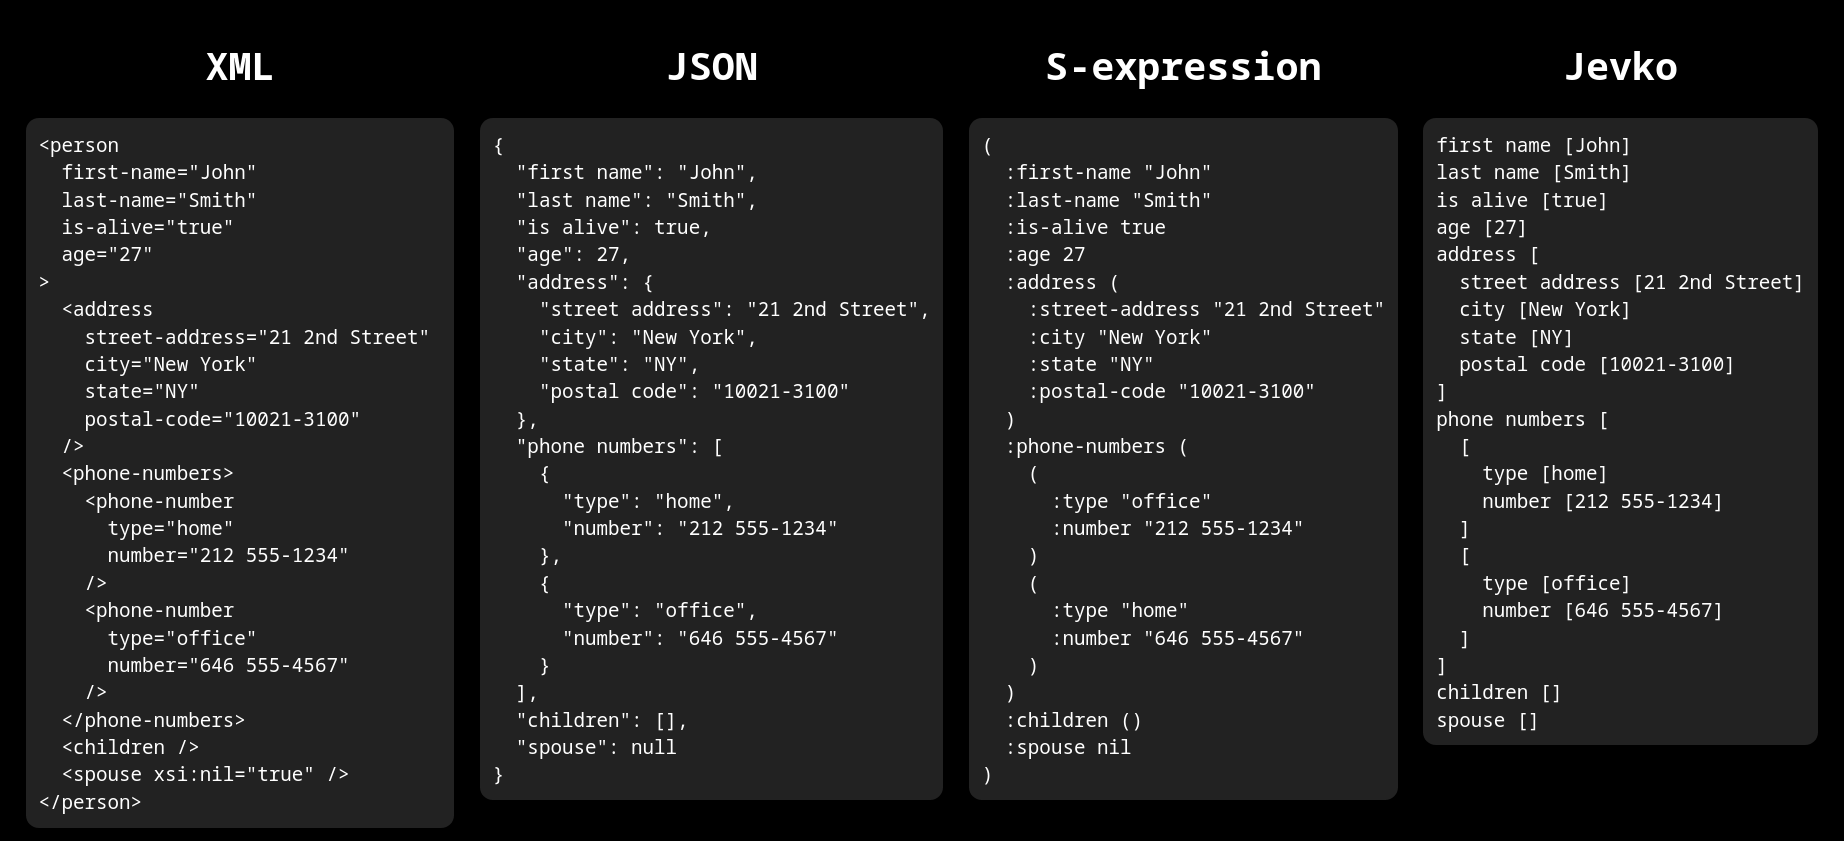 XML
<person
  first-name="John"
  last-name="Smith"
  is-alive="true"
  age="27"
>
  <address
    street-address="21 2nd Street"
    city="New York"
    state="NY"
    postal-code="10021-3100"
  />
  <phone-numbers>
    <phone-number
      type="home"
      number="212 555-1234"
    />
    <phone-number
      type="office"
      number="646 555-4567"
    />
  </phone-numbers>
  <children />
  <spouse xsi:nil="true" />
</person>
JSON
{
  "first name": "John",
  "last name": "Smith",
  "is alive": true,
  "age": 27,
  "address": {
    "street address": "21 2nd Street",
    "city": "New York",
    "state": "NY",
    "postal code": "10021-3100"
  },
  "phone numbers": [
    {
      "type": "home",
      "number": "212 555-1234"
    },
    {
      "type": "office",
      "number": "646 555-4567"
    }
  ],
  "children": [],
  "spouse": null
}
S-expression
(
  :first-name "John"
  :last-name "Smith"
  :is-alive true
  :age 27
  :address (
    :street-address "21 2nd Street"
    :city "New York"
    :state "NY"
    :postal-code "10021-3100"
  )
  :phone-numbers (
    (
      :type "office"
      :number "212 555-1234"
    )
    (
      :type "home"
      :number "646 555-4567"
    )
  )
  :children ()
  :spouse nil
)
Jevko
first name [John]
last name [Smith]
is alive [true]
age [27]
address [
  street address [21 2nd Street]
  city [New York]
  state [NY]
  postal code [10021-3100]
]
phone numbers [
  [
    type [home]
    number [212 555-1234]
  ]
  [
    type [office]
    number [646 555-4567]
  ]
]
children []
spouse []